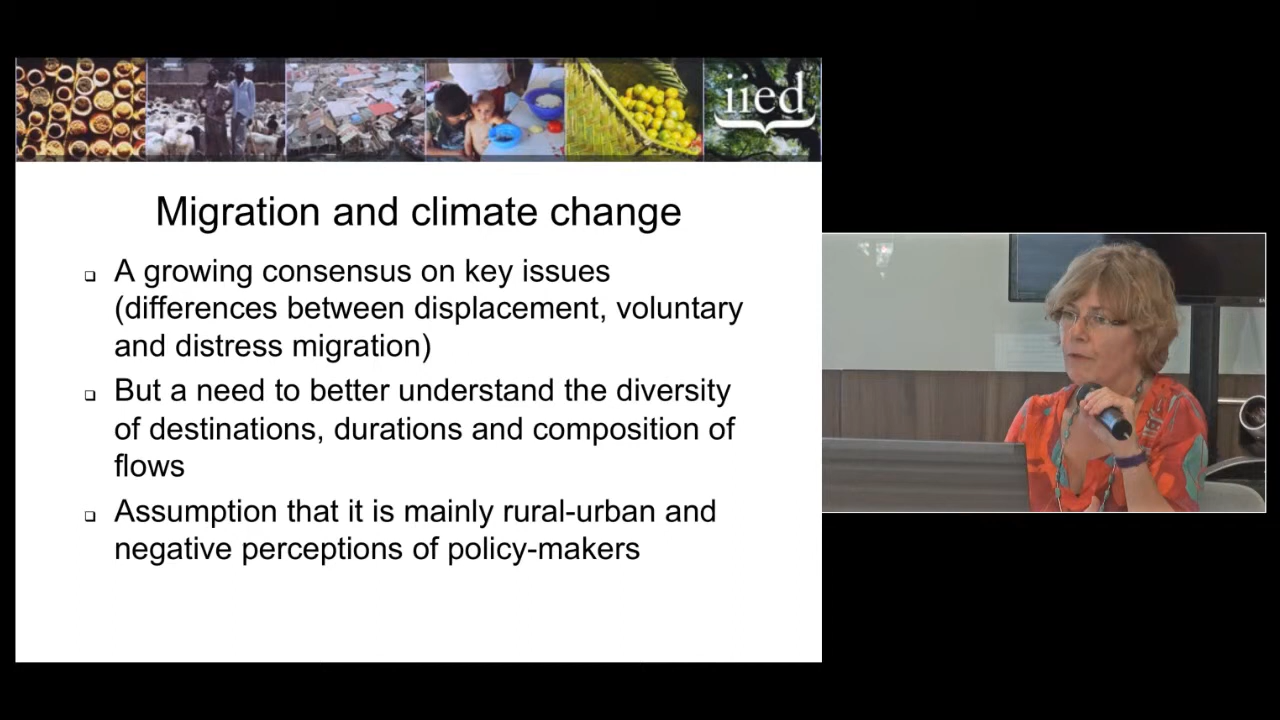 iied
Migration and climate change
❑ A growing consensus on key issues
(differences between displacement, voluntary
and distress migration)
❑ But a need to better understand the diversity
of destinations, durations and composition of
flows
❑ Assumption that it is mainly rural-urban and
negative perceptions of policy-makers